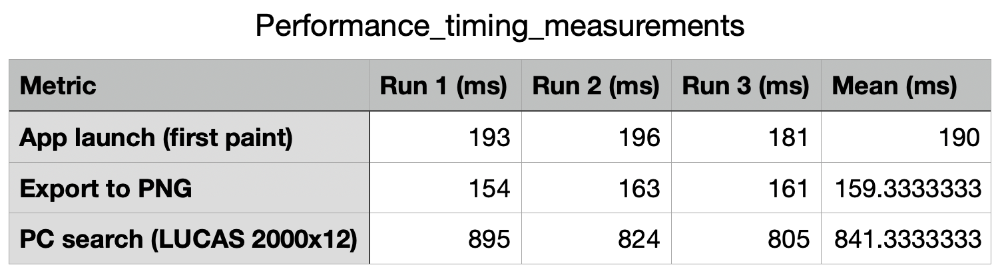 Performance_timing_measurements
Metric Run 1 (ms) Run 2 (ms) Run 3 (ms) Mean (ms)
App launch (first paint) 193 196 181 190
Export to PNG 154 163 161 159.3333333
PC search (LUCAS 2000x12) 895 824 805 841.3333333